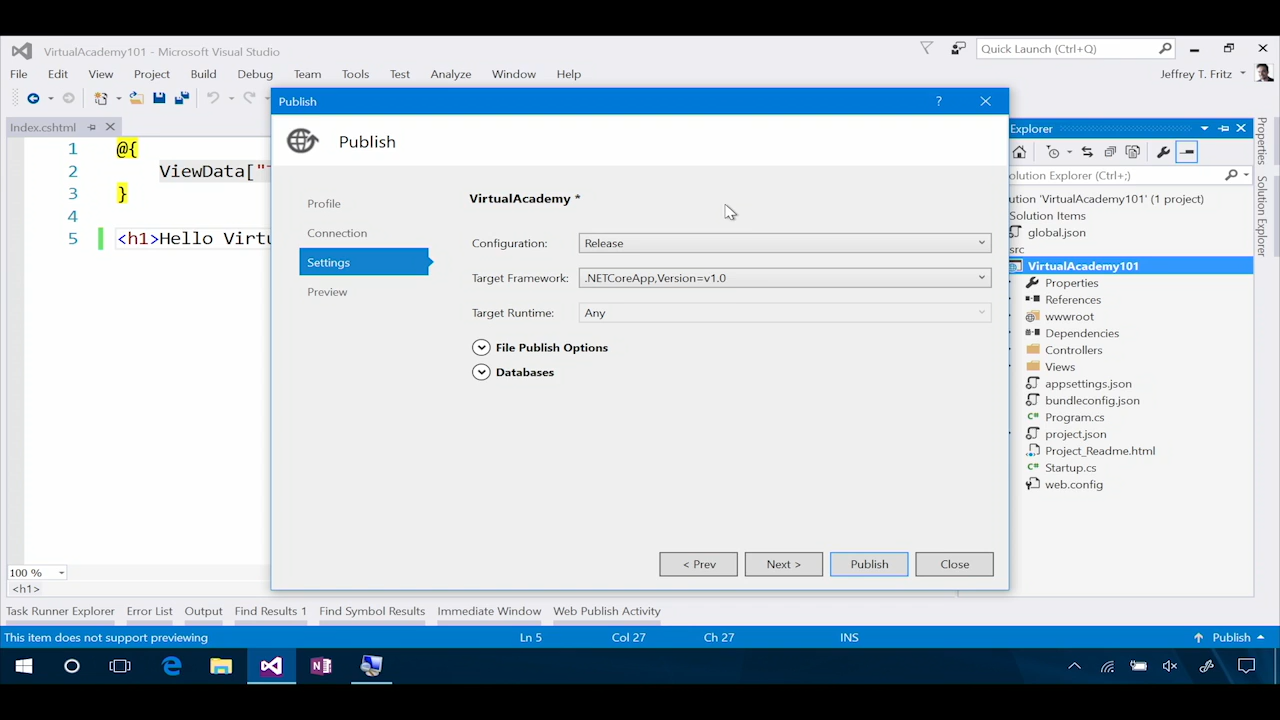 VirtualAcademy101 - Microsoft Visual Studio
Quick Launch (Ctrl+Q)
File Edit View Project Build Debug Team Tools Test Analyze Window Help
Jeffrey T. Fritz
Index.cshtml
1 @{
2 ViewData["
3 }
4
5 <h1>Hello Virtu
100 %
<h1>
Publish
?
Publish
Profile
Connection
Settings
Preview
VirtualAcademy *
Configuration: Release
Target Framework: .NETCoreApp,Version=v1.0
Target Runtime: Any
File Publish Options
Databases
< Prev Next > Publish Close
Explorer
olution Explorer (Ctrl+;)
ution 'VirtualAcademy101' (1 project)
Solution Items
global.json
src
VirtualAcademy101
Properties
References
wwwroot
Dependencies
Controllers
Views
appsettings.json
bundleconfig.json
C# Program.cs
project.json
Project_Readme.html
C# Startup.cs
web.config
Properties
Solution Explorer
Task Runner Explorer Error List Output Find Results 1 Find Symbol Results Immediate Window Web Publish Activity
This item does not support previewing Ln 5 Col 27 Ch 27 INS Publish